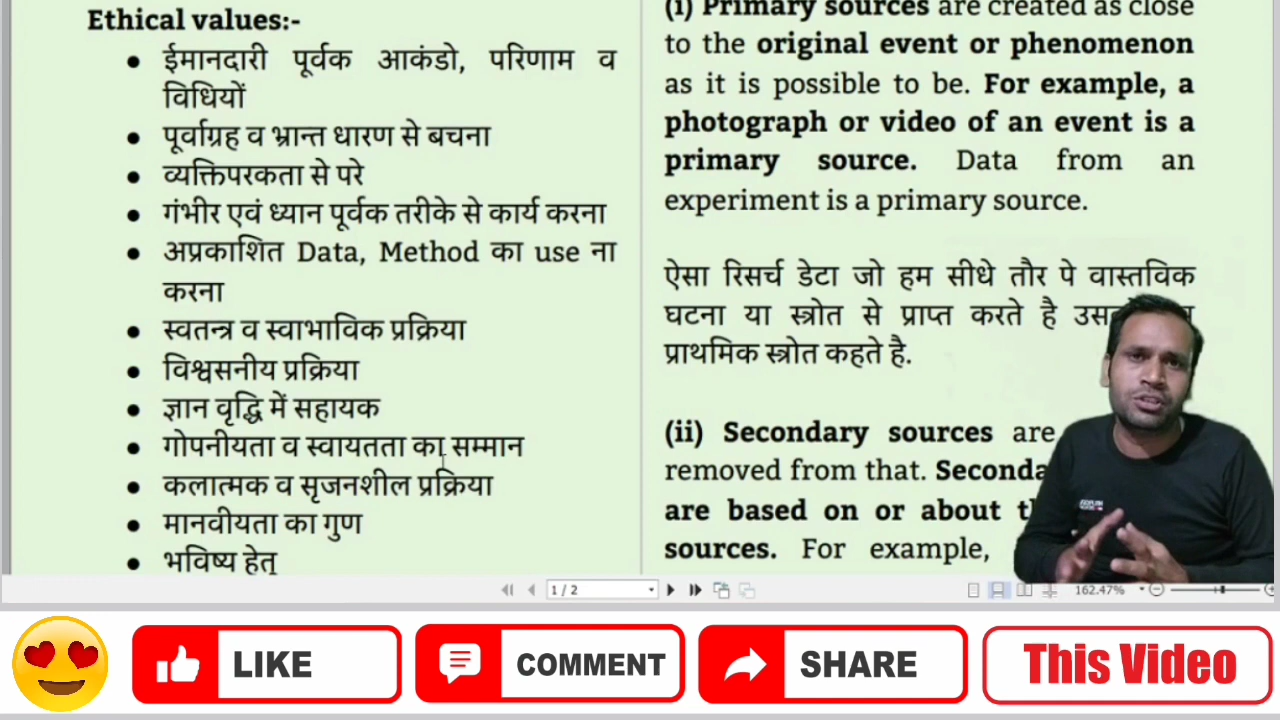 Ethical values:-
● ईमानदारी पूर्वक आकंडो, परिणाम व
विधियों
● पूर्वाग्रह व भ्रान्त धारण से बचना
● व्यक्तिपरकता से परे
● गंभीर एवं ध्यान पूर्वक तरीके से कार्य करना
● अप्रकाशित Data, Method का use ना
करना
● स्वतन्त्र व स्वाभाविक प्रक्रिया
● विश्वसनीय प्रक्रिया
● ज्ञान वृद्धि में सहायक
● गोपनीयता व स्वायतता का सम्मान
● कलात्मक व सृजनशील प्रक्रिया
● मानवीयता का गुण
● भविष्य हेतु
(i) Primary sources are created as close
to the original event or phenomenon
as it is possible to be. For example, a
photograph or video of an event is a
primary source. Data from an
experiment is a primary source.
ऐसा रिसर्च डेटा जो हम सीधे तौर पे वास्तविक
घटना या स्त्रोत से प्राप्त करते है
प्राथमिक स्त्रोत कहते है.
(ii) Secondary sources are
removed from that.
are based on or about
sources. For example,
1 / 2
162.47%
LIKE
COMMENT
SHARE
This Video